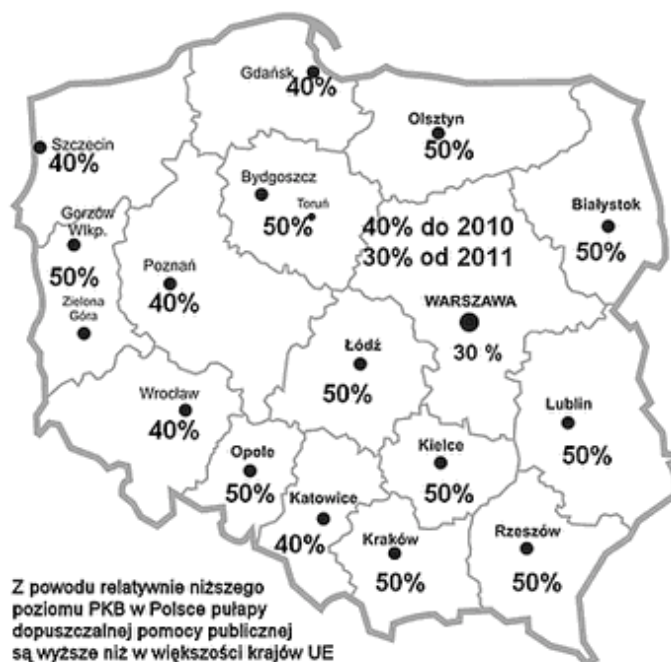 Gdańsk
40%
Olsztyn
50%
Szczecin
40%
Bydgoszcz
Toruń
50%
Białystok
50%
Gorzów
Wlkp.
50%
Zielona
Góra
Poznań
40%
40% do 2010
30% od 2011
WARSZAWA
30 %
Łódź
50%
Wrocław
40%
Lublin
50%
Opole
50%
Kielce
50%
Katowice
40%
Kraków
50%
Rzeszów
50%
Z powodu relatywnie niższego
poziomu PKB w Polsce pułapy
dopuszczalnej pomocy publicznej
są wyższe niż w większości krajów UE